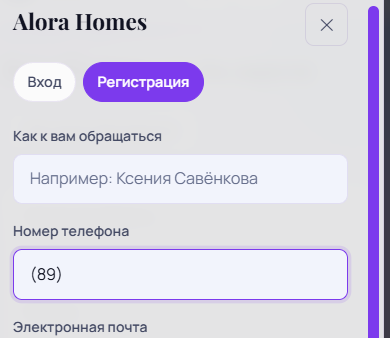 Alora Homes
Вход
Регистрация
Как к вам обращаться
Например: Ксения Савёнкова
Номер телефона
(89)
Электронная почта